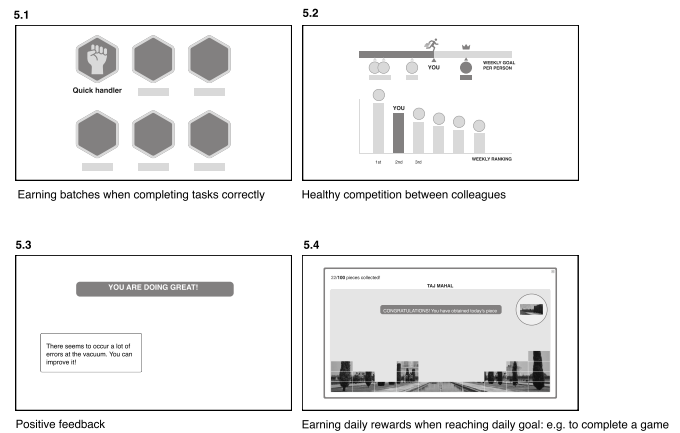 5.1
Quick handler
Earning batches when completing tasks correctly
5.2
YOU
WEEKLY GOAL
PER PERSON
YOU
1st
2nd
3rd
WEEKLY RANKING
Healthy competition between colleagues
5.3
YOU ARE DOING GREAT!
There seems to occur a lot of
errors at the vacuum. You can
improve it!
Positive feedback
5.4
22/100 pieces collected!
TAJ MAHAL
CONGRATULATIONS! You have obtained today's piece
Earning daily rewards when reaching daily goal: e.g. to complete a game